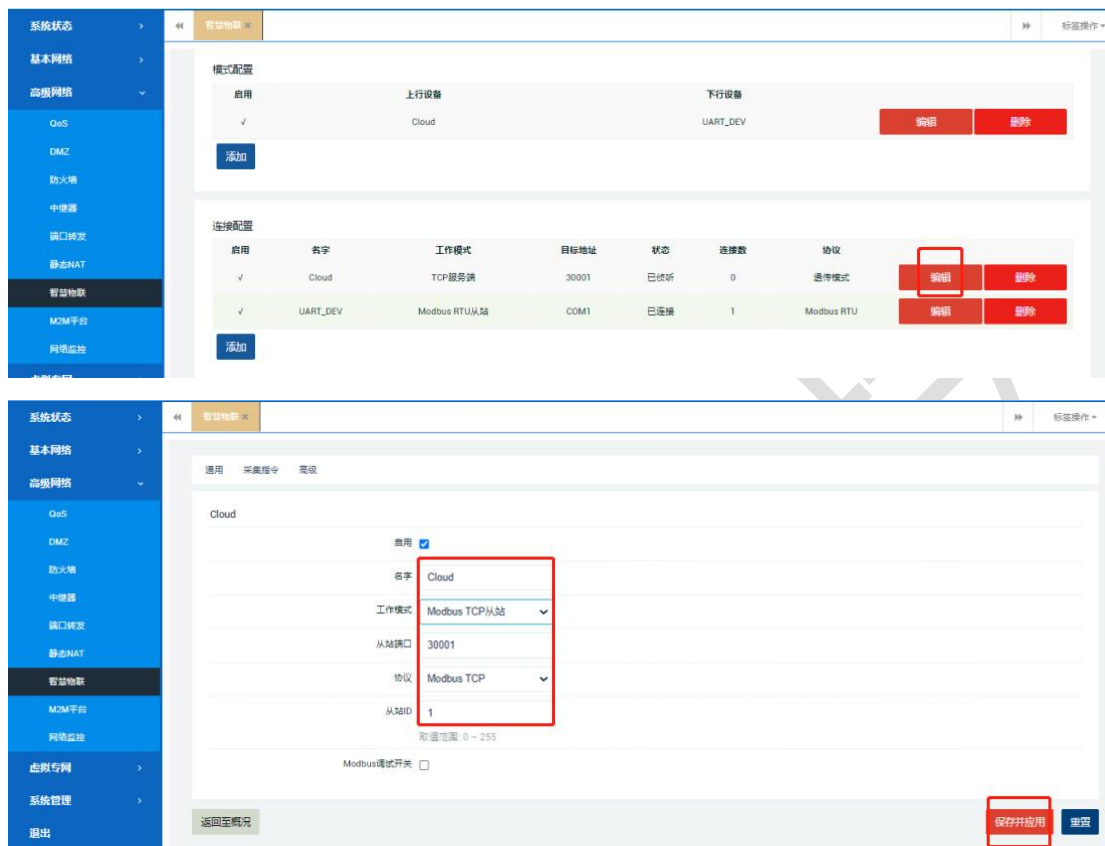 系统状态
智慧物联
标签操作
基本网络
模式配置
高级网络
启用 上行设备 下行设备
QoS
√ Cloud UART_DEV 编辑 删除
DMZ
添加
防火墙
中继器
端口转发
连接配置
启用 名字 工作模式 目标地址 状态 连接数 协议
静态NAT
√ Cloud TCP服务端 30001 已侦听 0 透传模式 编辑 删除
智慧物联
M2M平台
√ UART_DEV Modbus RTU从站 COM1 已连接 1 Modbus RTU 编辑 删除
网络监控
添加
系统状态
智慧物联
标签操作
基本网络
通用 采集指令 高级
高级网络
QoS
Cloud
DMZ
启用
防火墙
名字 Cloud
中继器
工作模式 Modbus TCP从站
端口转发
从站端口 30001
静态NAT
智慧物联
协议 Modbus TCP
M2M平台
从站ID 1
网络监控
取值范围: 0 ~ 255
虚拟专网
Modbus调试开关
系统管理
返回至概况 保存并应用 重置
退出